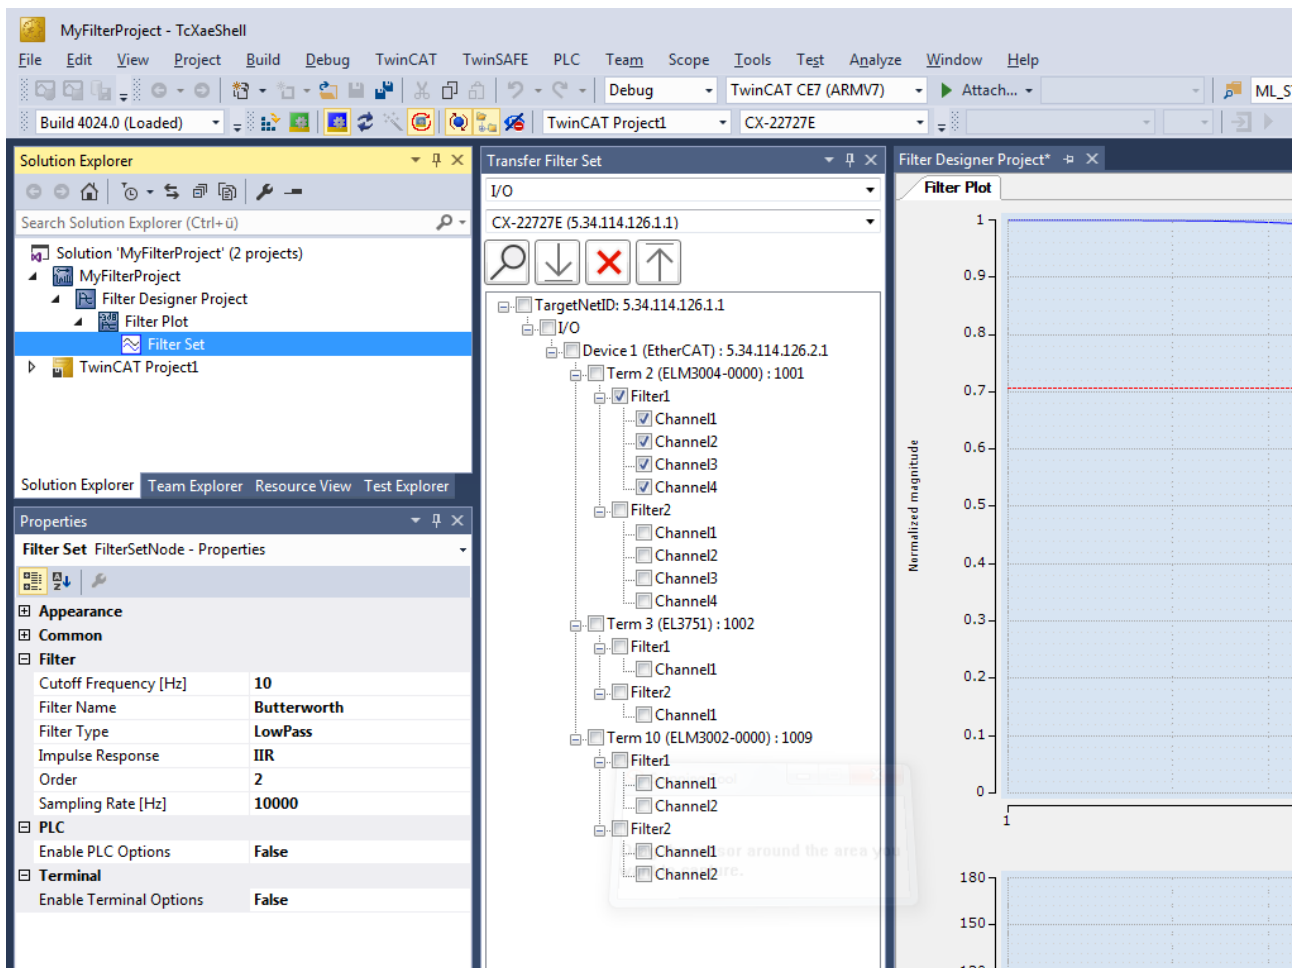 MyFilterProject - TcXaeShell
File Edit View Project Build Debug TwinCAT TwinSAFE PLC Team Scope Tools Test Analyze Window Help
Debug TwinCAT CE7 (ARMV7) Attach...
Build 4024.0 (Loaded) TwinCAT Project1 CX-22727E
Solution Explorer
Search Solution Explorer (Ctrl+ü)
Solution 'MyFilterProject' (2 projects)
MyFilterProject
Filter Designer Project
Filter Plot
Filter Set
TwinCAT Project1
Solution Explorer Team Explorer Resource View Test Explorer
Properties
Filter Set FilterSetNode - Properties
Appearance
Common
Filter
Cutoff Frequency [Hz] 10
Filter Name Butterworth
Filter Type LowPass
Impulse Response IIR
Order 2
Sampling Rate [Hz] 10000
PLC
Enable PLC Options False
Terminal
Enable Terminal Options False
Transfer Filter Set
I/O
CX-22727E (5.34.114.126.1.1)
TargetNetID: 5.34.114.126.1.1
I/O
Device 1 (EtherCAT) : 5.34.114.126.2.1
Term 2 (ELM3004-0000) : 1001
Filter1
Channel1
Channel2
Channel3
Channel4
Filter2
Channel1
Channel2
Channel3
Channel4
Term 3 (EL3751) : 1002
Filter1
Channel1
Filter2
Channel1
Term 10 (ELM3002-0000) : 1009
Filter1
Channel1
Channel2
Filter2
Channel1
Channel2
around the area
Filter Designer Project*
Filter Plot
Normalized magnitude
1
0.9
0.8
0.7
0.6
0.5
0.4
0.3
0.2
0.1
0
1
180
150